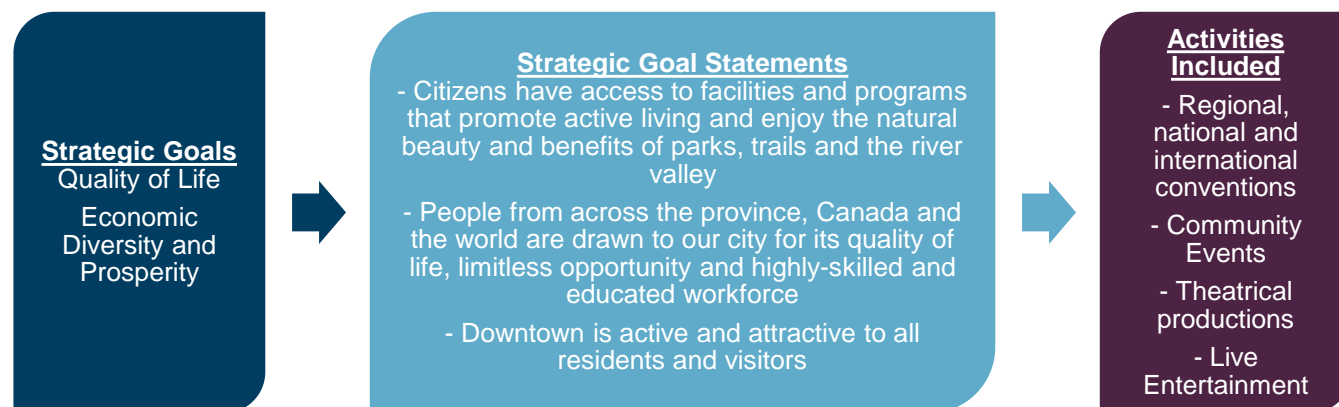 Strategic Goals
Quality of Life
Economic
Diversity and
Prosperity
Strategic Goal Statements
- Citizens have access to facilities and programs
that promote active living and enjoy the natural
beauty and benefits of parks, trails and the river
valley
- People from across the province, Canada and
the world are drawn to our city for its quality of
life, limitless opportunity and highly-skilled and
educated workforce
- Downtown is active and attractive to all
residents and visitors
Activities
Included
- Regional,
national and
international
conventions
- Community
Events
- Theatrical
productions
- Live
Entertainment